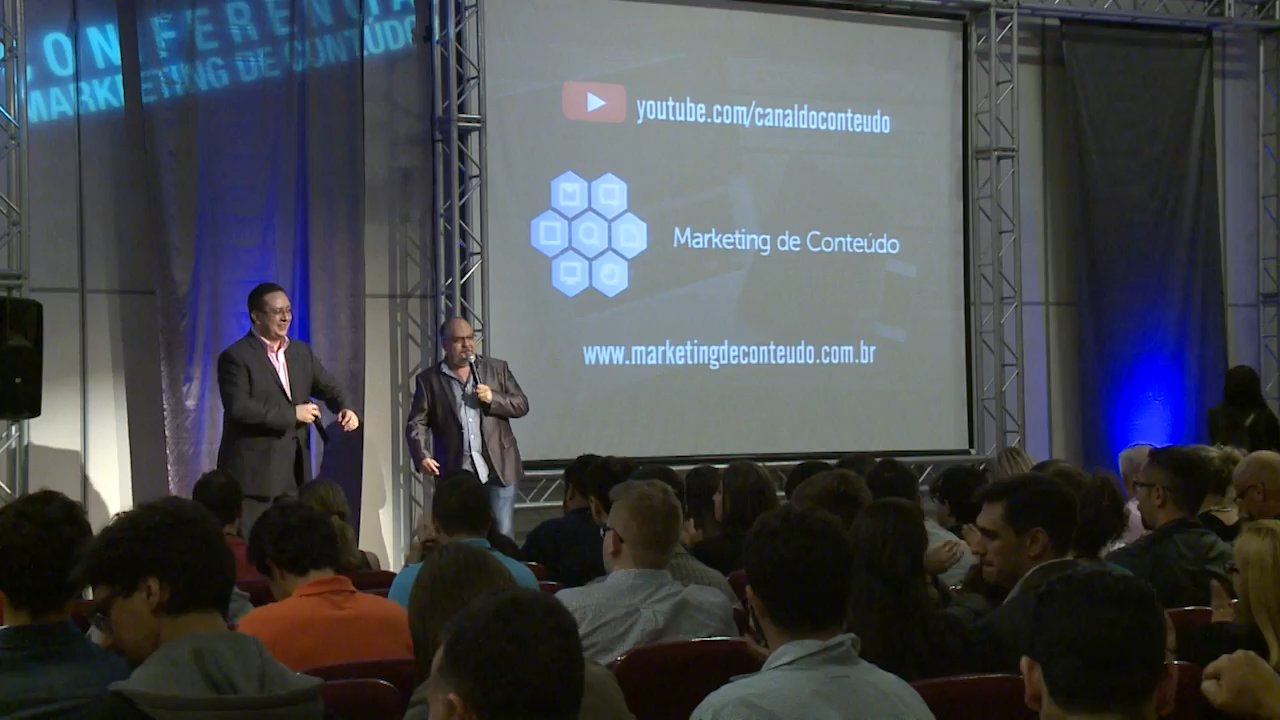 CONFERÊNCIA
MARKETING DE CONTEÚDO
youtube.com/canaldoconteudo
Marketing de Conteúdo
www.marketingdeconteudo.com.br